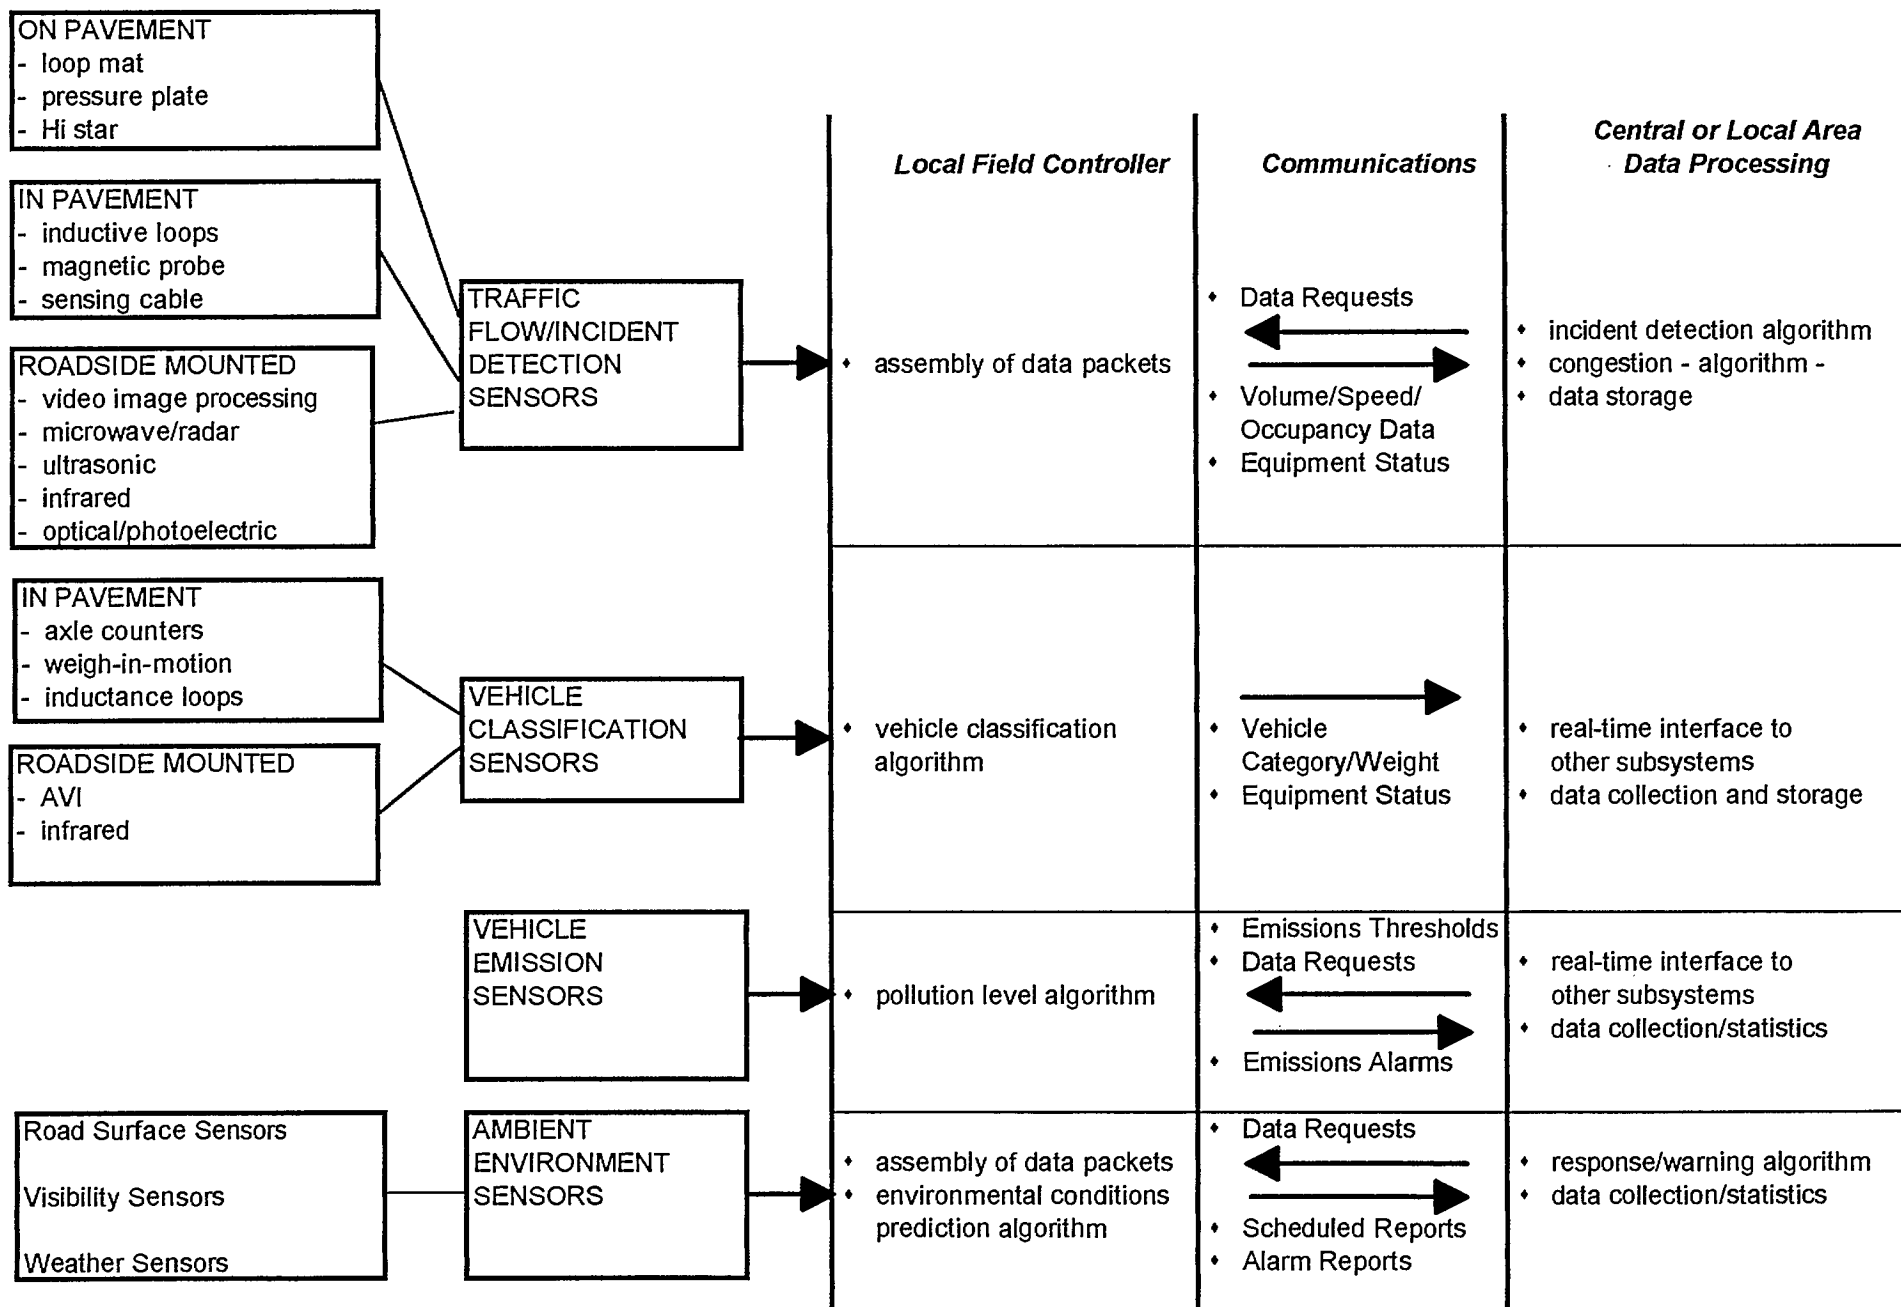 ON PAVEMENT
- loop mat
- pressure plate
- Hi star
IN PAVEMENT
- inductive loops
- magnetic probe
- sensing cable
ROADSIDE MOUNTED
- video image processing
- microwave/radar
- ultrasonic
- infrared
- optical/photoelectric
TRAFFIC
FLOW/INCIDENT
DETECTION
SENSORS
IN PAVEMENT
- axle counters
- weigh-in-motion
- inductance loops
ROADSIDE MOUNTED
- AVI
- infrared
VEHICLE
CLASSIFICATION
SENSORS
VEHICLE
EMISSION
SENSORS
Road Surface Sensors
Visibility Sensors
Weather Sensors
AMBIENT
ENVIRONMENT
SENSORS
Local Field Controller
Communications
Central or Local Area
Data Processing
• assembly of data packets
• Data Requests
• Volume/Speed/
Occupancy Data
• Equipment Status
• incident detection algorithm
• congestion - algorithm -
• data storage
• vehicle classification
algorithm
• Vehicle
Category/Weight
• Equipment Status
• real-time interface to
other subsystems
• data collection and storage
• pollution level algorithm
• Emissions Thresholds
• Data Requests
• Emissions Alarms
• real-time interface to
other subsystems
• data collection/statistics
• assembly of data packets
• environmental conditions
prediction algorithm
• Data Requests
• Scheduled Reports
• Alarm Reports
• response/warning algorithm
• data collection/statistics